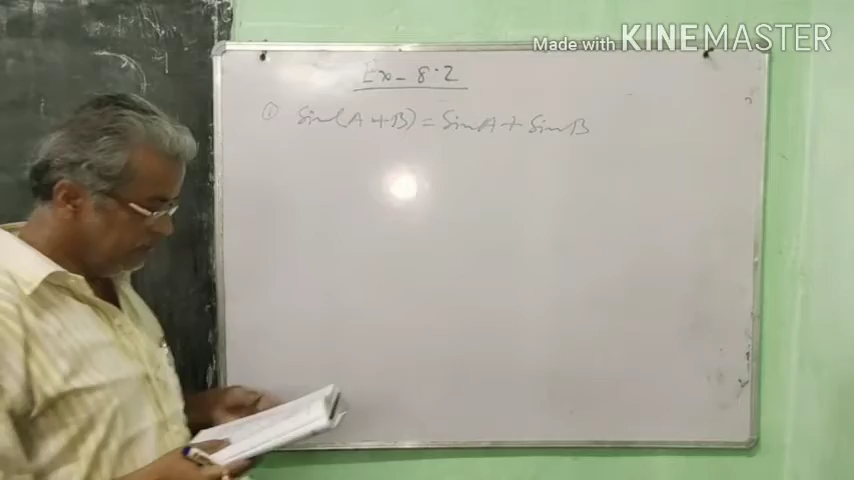 Made with KINEMASTER
Ex- 8.2
① Sin(A+B) = SinA + SinB